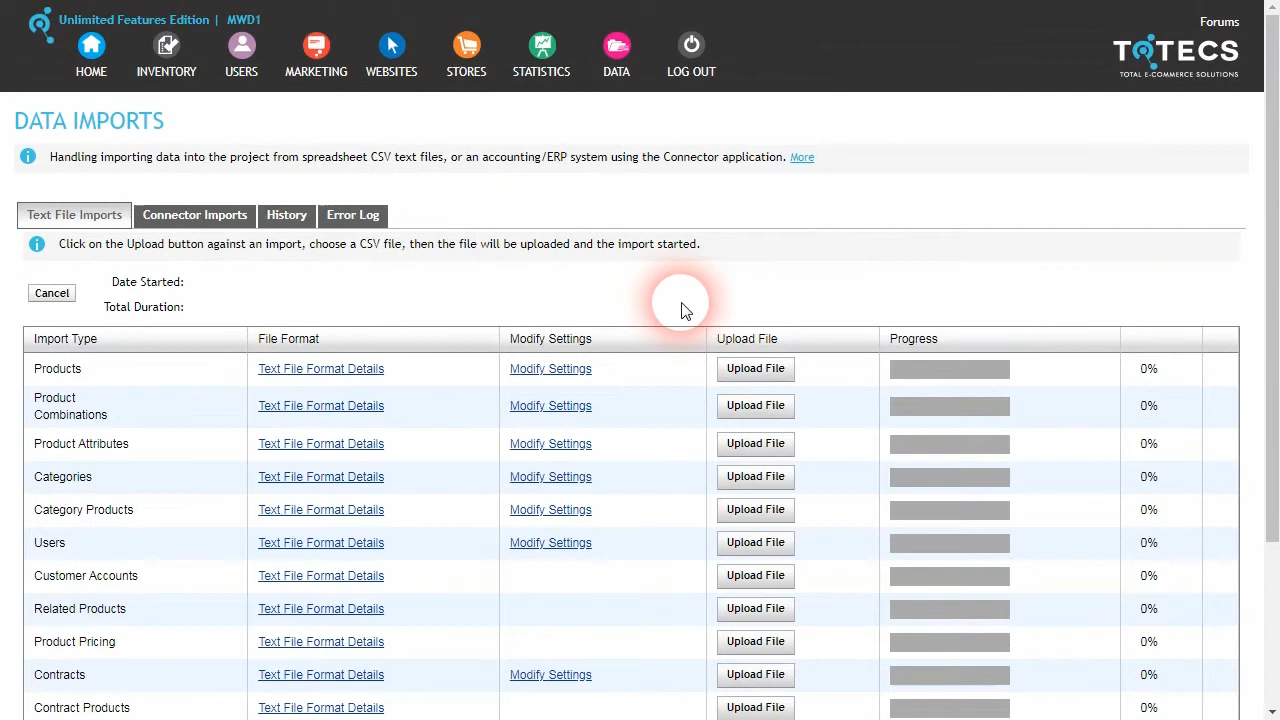 Unlimited Features Edition | MWD1
Forums
HOME INVENTORY USERS MARKETING WEBSITES STORES STATISTICS DATA LOG OUT
TOTECS
TOTAL E-COMMERCE SOLUTIONS
DATA IMPORTS
Handling importing data into the project from spreadsheet CSV text files, or an accounting/ERP system using the Connector application. More
Text File Imports Connector Imports History Error Log
Click on the Upload button against an import, choose a CSV file, then the file will be uploaded and the import started.
Date Started:
Cancel
Total Duration:
Import Type File Format Modify Settings Upload File Progress
Products Text File Format Details Modify Settings Upload File 0%
Product
Combinations Text File Format Details Modify Settings Upload File 0%
Product Attributes Text File Format Details Modify Settings Upload File 0%
Categories Text File Format Details Modify Settings Upload File 0%
Category Products Text File Format Details Modify Settings Upload File 0%
Users Text File Format Details Modify Settings Upload File 0%
Customer Accounts Text File Format Details Upload File 0%
Related Products Text File Format Details Upload File 0%
Product Pricing Text File Format Details Upload File 0%
Contracts Text File Format Details Modify Settings Upload File 0%
Contract Products Text File Format Details Upload File 0%